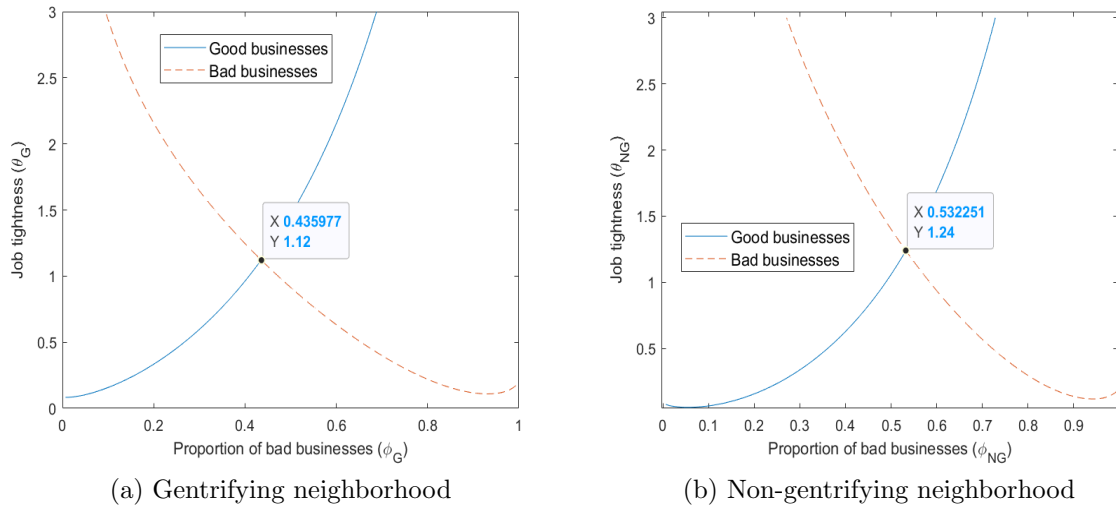 3
2.5
2
1.5
1
0.5
0
0
0.2
0.4
0.6
0.8
1
Job tightness (θ_G)
Proportion of bad businesses (ϕ_G)
Good businesses
Bad businesses
X 0.435977
Y 1.12
(a) Gentrifying neighborhood
3
2.5
2
1.5
1
0.5
0
0.1
0.2
0.3
0.4
0.5
0.6
0.7
0.8
0.9
Job tightness (θ_NG)
Proportion of bad businesses (ϕ_NG)
X 0.532251
Y 1.24
Good businesses
Bad businesses
(b) Non-gentrifying neighborhood